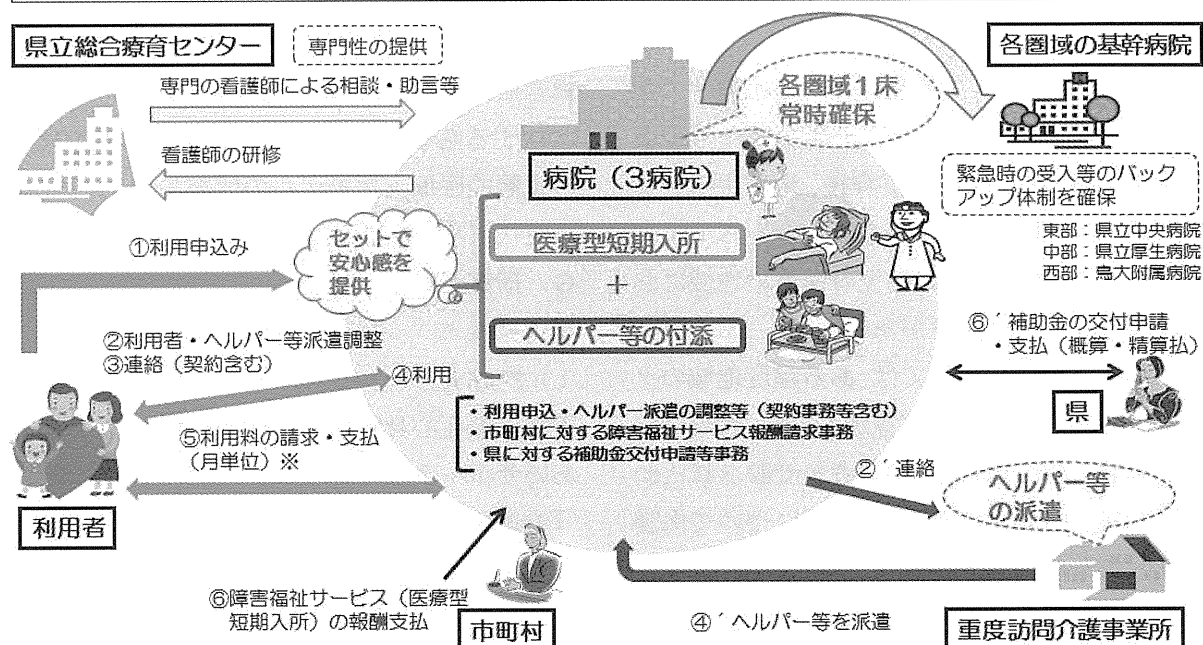 県立総合療育センター
専門性の提供
専門の看護師による相談・助言等
看護師の研修
各圏域1床
常時確保
各圏域の基幹病院
緊急時の受入等のバック
アップ体制を確保
東部：県立中央病院
中部：県立厚生病院
西部：鳥大附属病院
病院（3病院）
医療型短期入所
+
ヘルパー等の付添
セットで
安心感を
提供
①利用申込み
②利用者・ヘルパー等派遣調整
③連絡（契約含む）
④利用
⑤利用料の請求・支払
（月単位）※
利用者
・利用申込・ヘルパー派遣の調整等（契約事務等含む）
・市町村に対する障害福祉サービス報酬請求事務
・県に対する補助金交付申請等事務
⑥´補助金の交付申請
・支払（概算・精算払）
県
②´連絡
ヘルパー等
の派遣
⑥障害福祉サービス（医療型
短期入所）の報酬支払
市町村
④´ヘルパー等を派遣
重度訪問介護事業所